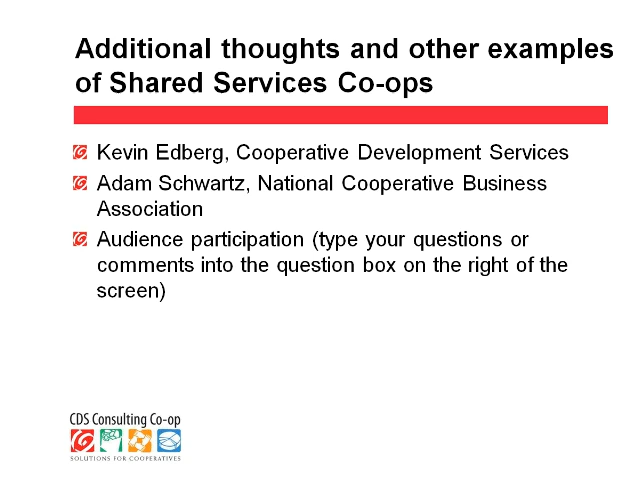 Additional thoughts and other examples
of Shared Services Co-ops
Kevin Edberg, Cooperative Development Services
Adam Schwartz, National Cooperative Business
Association
Audience participation (type your questions or
comments into the question box on the right of the
screen)
CDS Consulting Co-op
SOLUTIONS FOR COOPERATIVES